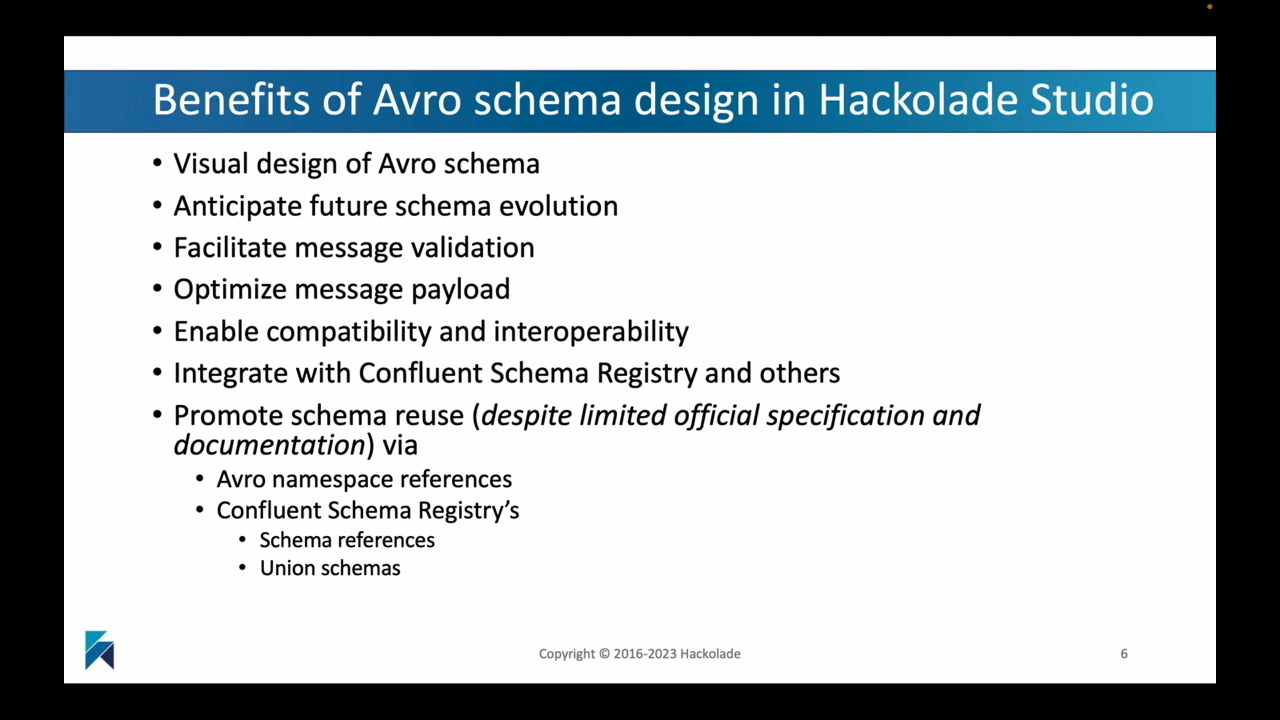 Benefits of Avro schema design in Hackolade Studio
• Visual design of Avro schema
• Anticipate future schema evolution
• Facilitate message validation
• Optimize message payload
• Enable compatibility and interoperability
• Integrate with Confluent Schema Registry and others
• Promote schema reuse (despite limited official specification and
documentation) via
• Avro namespace references
• Confluent Schema Registry’s
• Schema references
• Union schemas
Copyright © 2016-2023 Hackolade
6